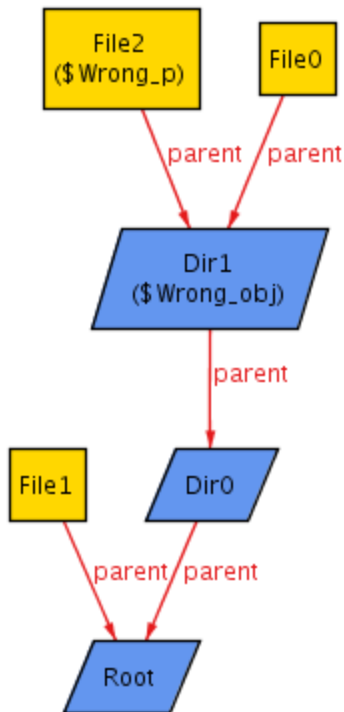 File2
($Wrong_p)
File0
parent
parent
Dir1
($Wrong_obj)
parent
File1
Dir0
parent
parent
Root